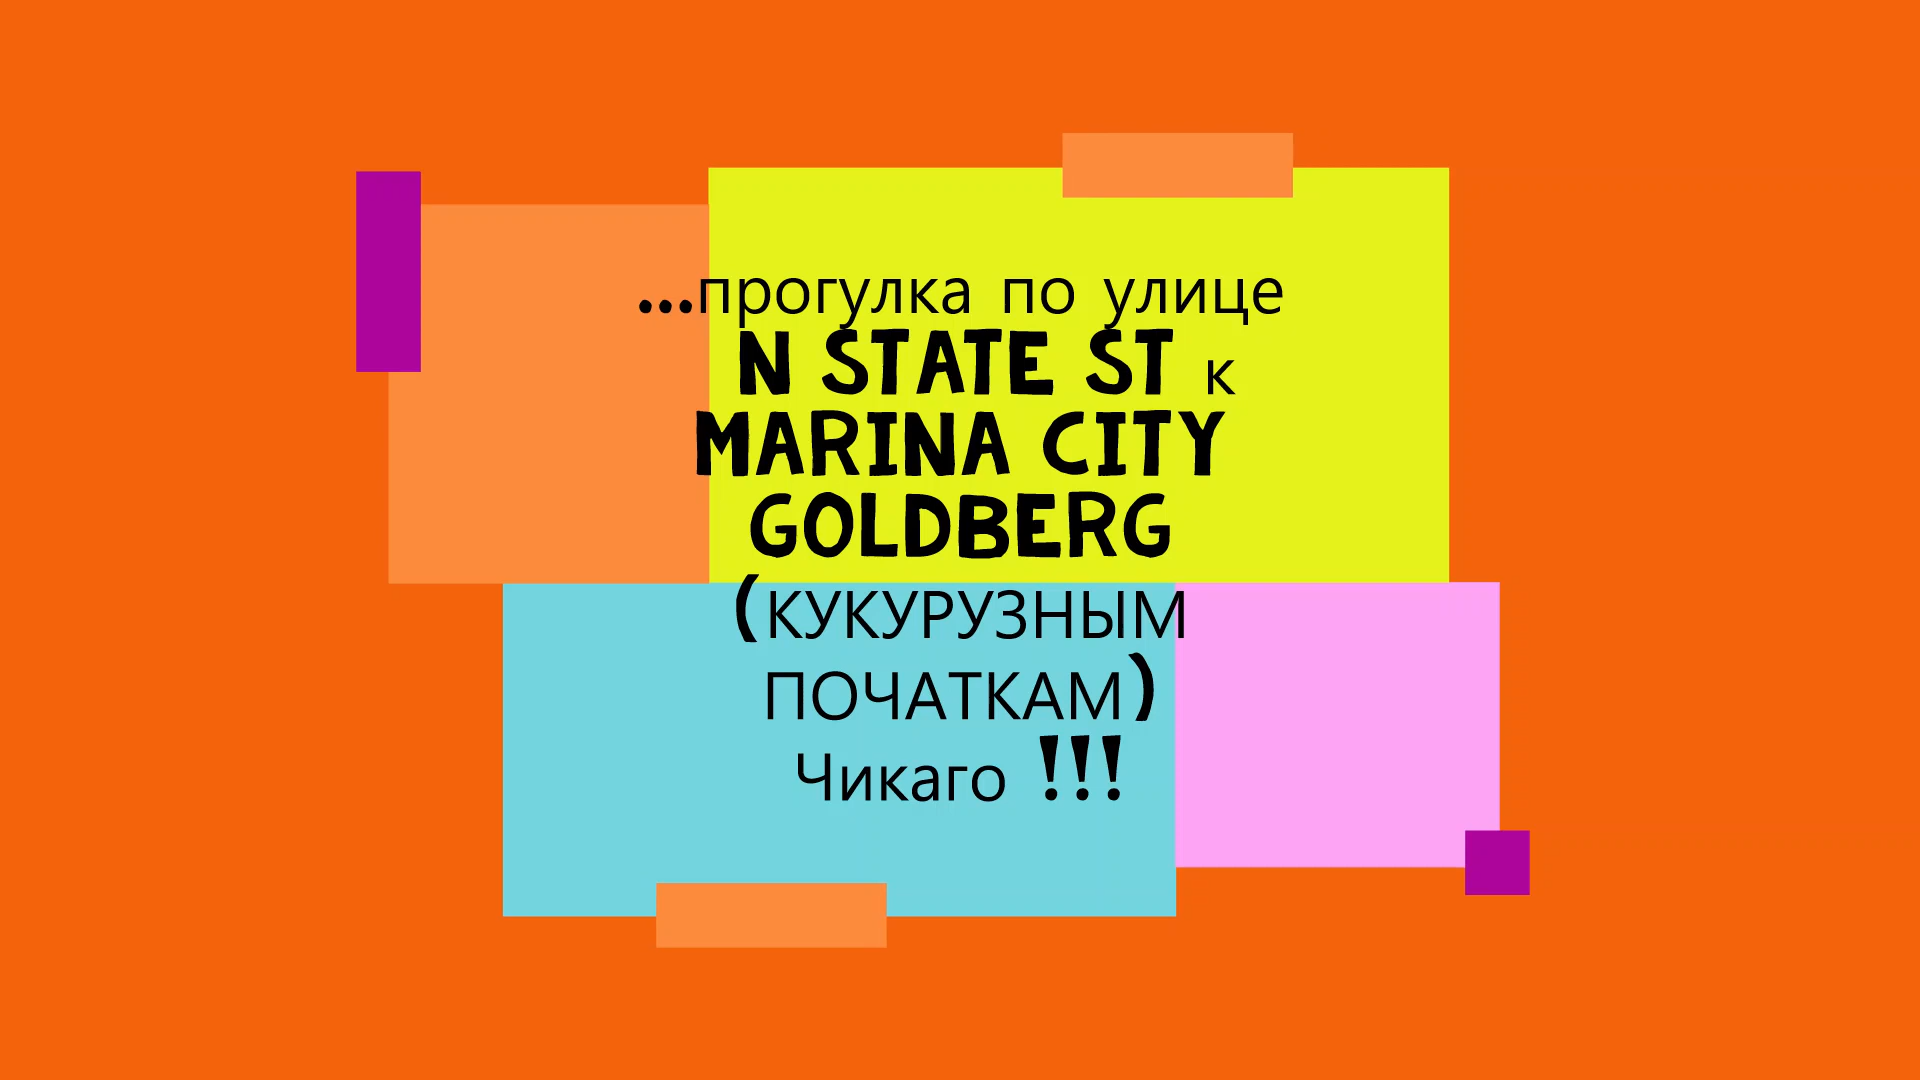 ...прогулка по улице
N STATE ST к
MARINA CITY
GOLDBERG
(КУКУРУЗНЫМ
ПОЧАТКАМ)
Чикаго !!!